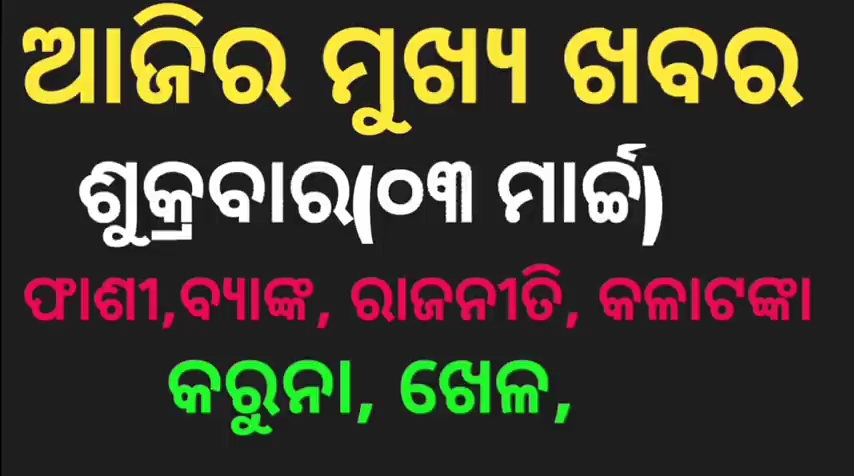 ଆଜିର ମୁଖ୍ୟ ଖବର
ଶୁକ୍ରବାର(୦୩ ମାର୍ଚ୍ଚ)
ଫାଶୀ,ବ୍ୟାଙ୍କ, ରାଜନୀତି, କଳାଟଙ୍କା
କରୁନା, ଖେଳ,